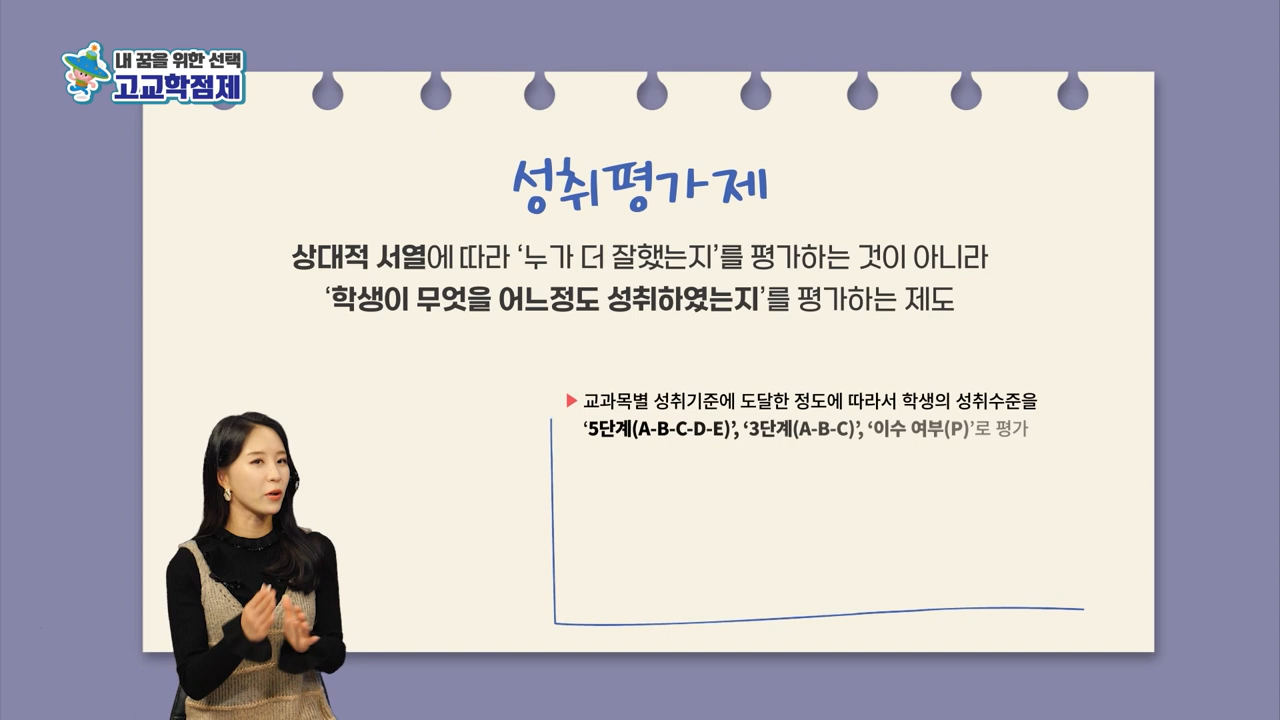 내 꿈을 위한 선택
고교학점제
성취평가제
상대적 서열에 따라 ‘누가 더 잘했는지’를 평가하는 것이 아니라
‘학생이 무엇을 어느정도 성취하였는지’를 평가하는 제도
▶ 교과목별 성취기준에 도달한 정도에 따라서 학생의 성취수준을
‘5단계(A-B-C-D-E)’, ‘3단계(A-B-C)’, ‘이수 여부(P)’로 평가